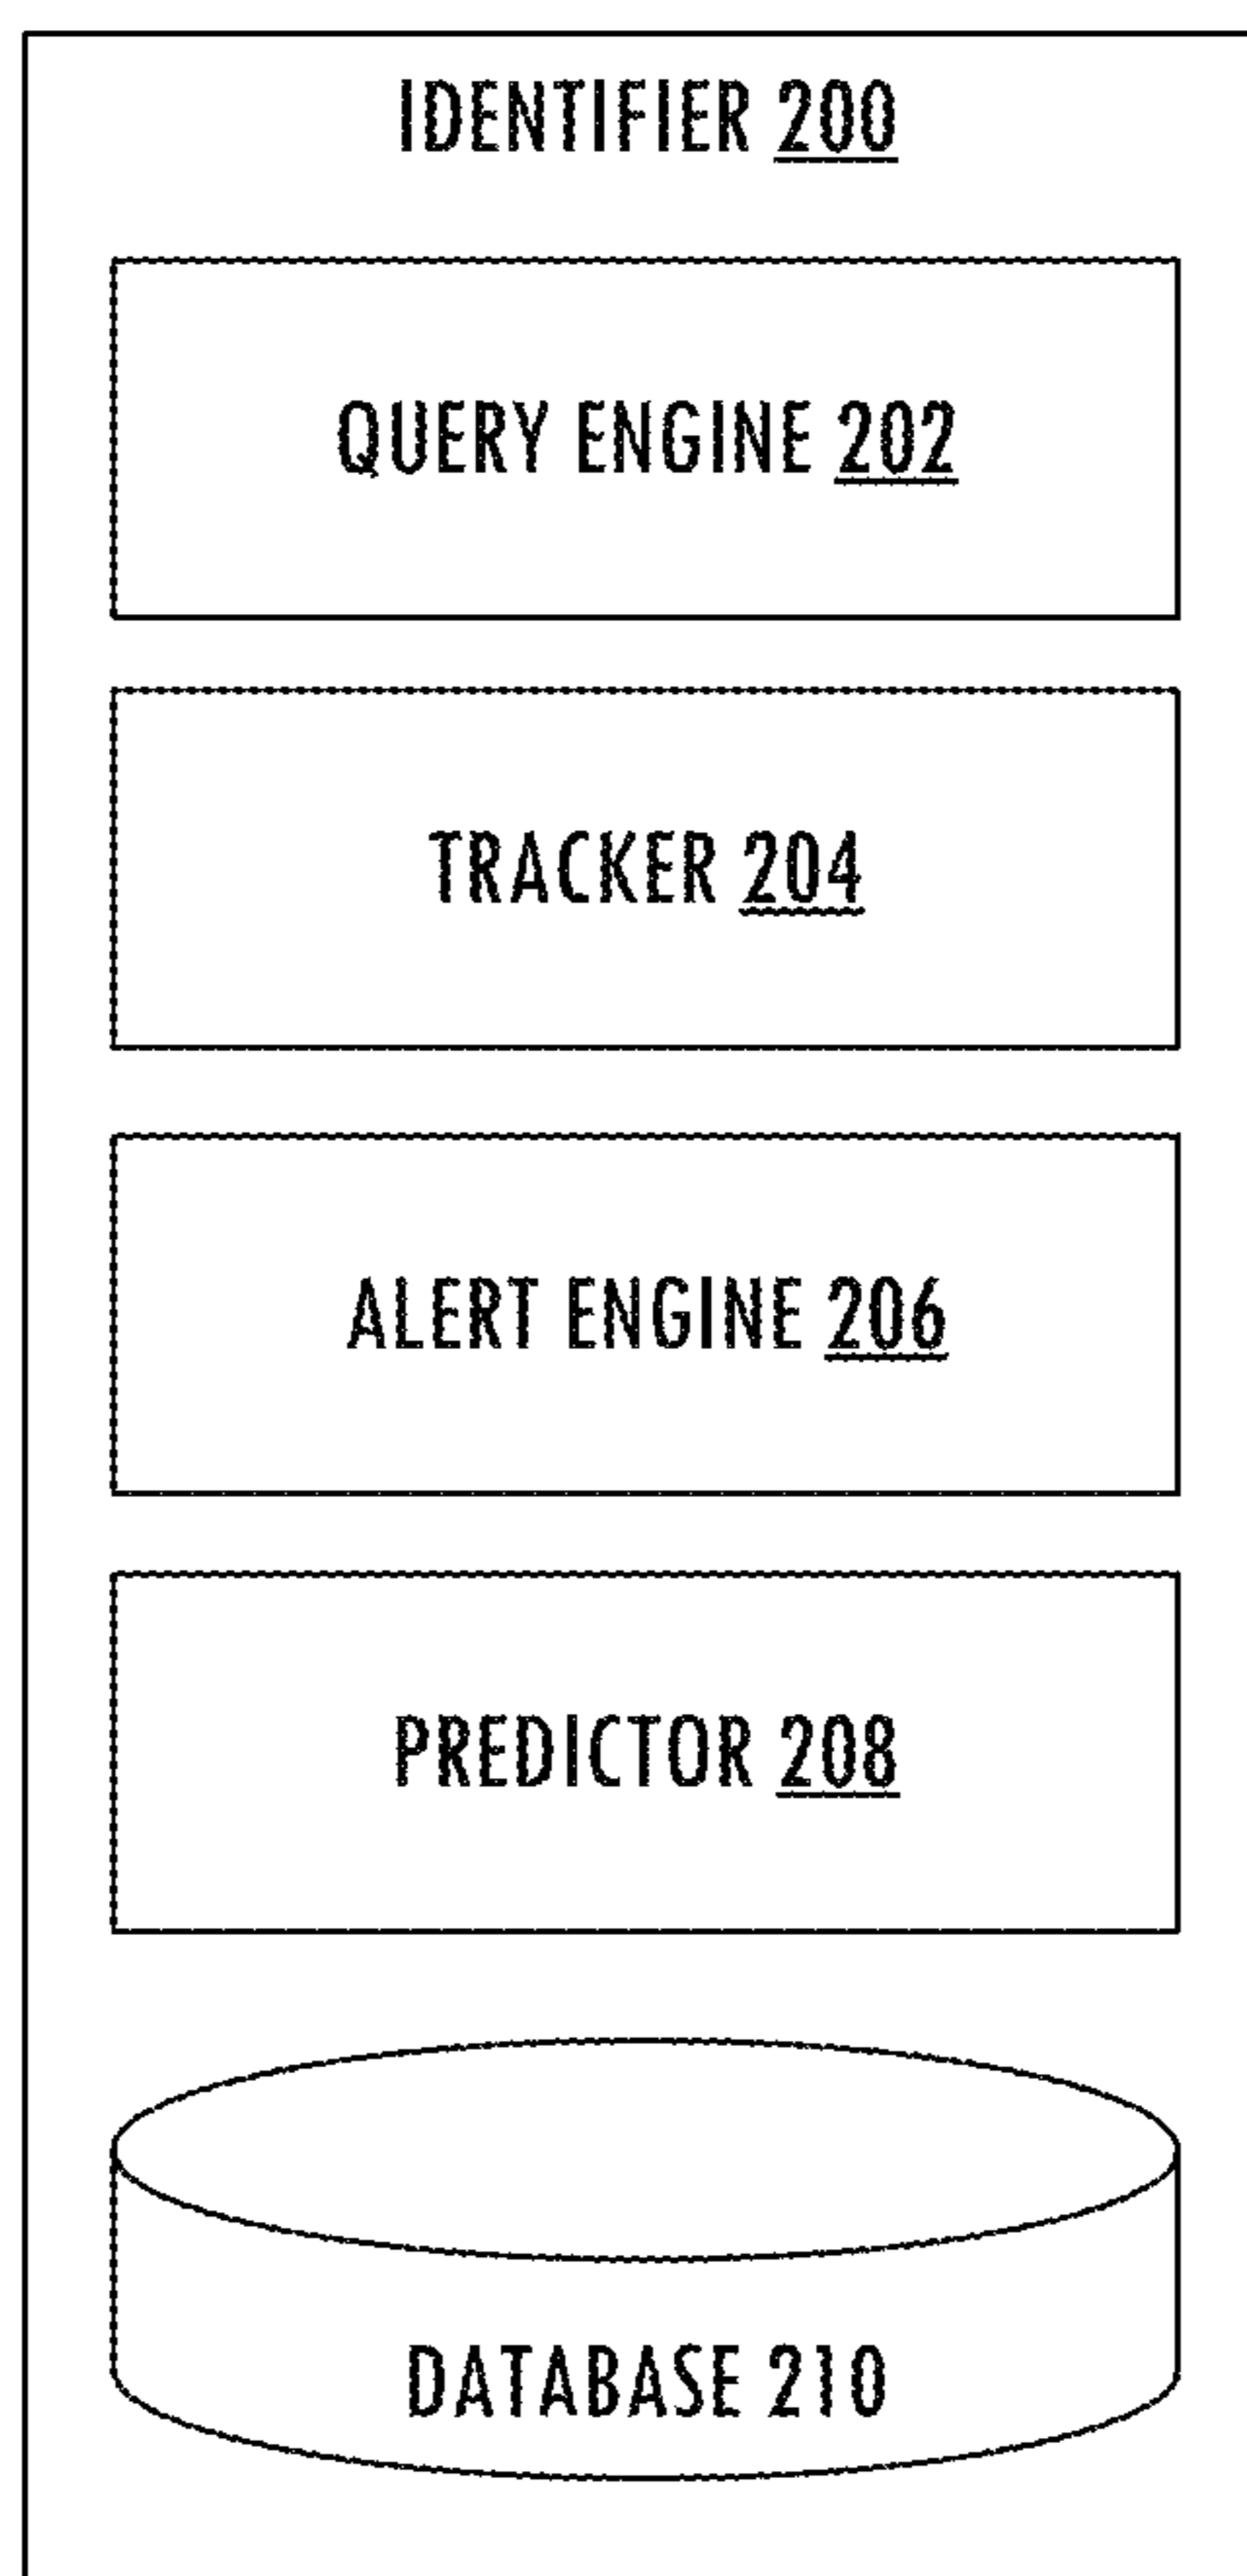 IDENTIFIER 200
QUERY ENGINE 202
TRACKER 204
ALERT ENGINE 206
PREDICTOR 208
DATABASE 210